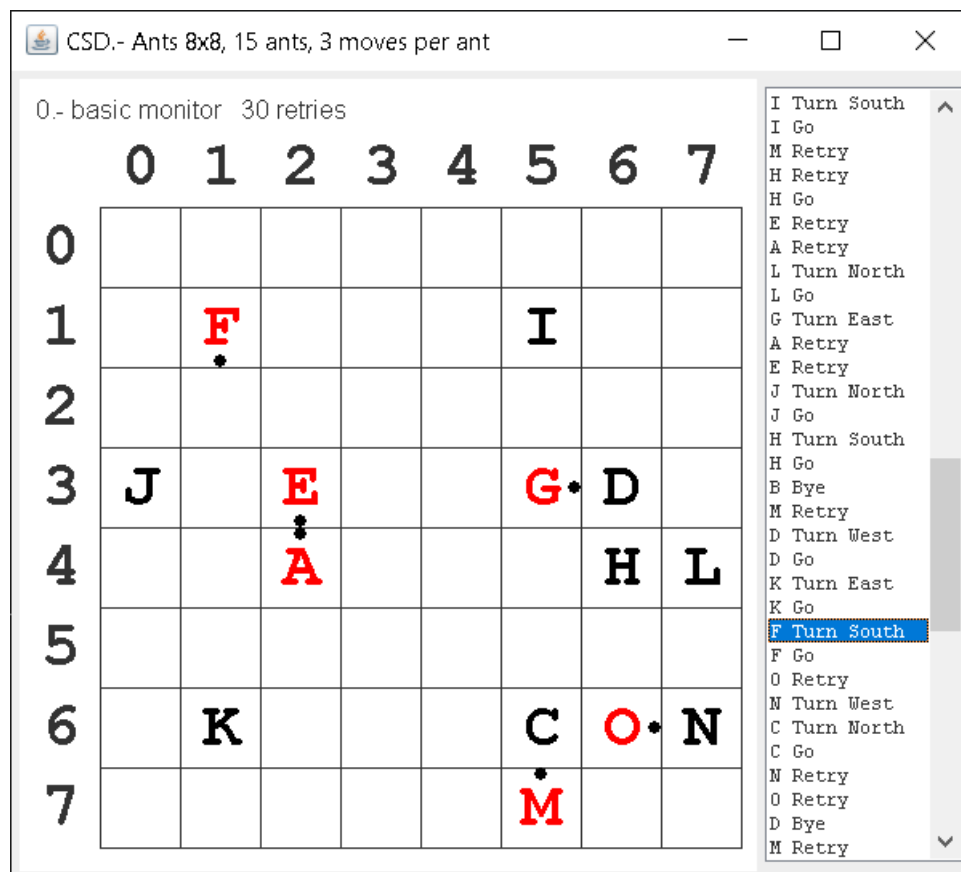 CSD.- Ants 8x8, 15 ants, 3 moves per ant
0.- basic monitor 30 retries
0 1 2 3 4 5 6 7
0
1 F I
2
3 J E G D
4 A H L
5
6 K C O N
7 M
I Turn South
I Go
M Retry
H Retry
H Go
E Retry
A Retry
L Turn North
L Go
G Turn East
A Retry
E Retry
J Turn North
J Go
H Turn South
H Go
B Bye
M Retry
D Turn West
D Go
K Turn East
K Go
F Turn South
F Go
O Retry
N Turn West
C Turn North
C Go
N Retry
O Retry
D Bye
M Retry